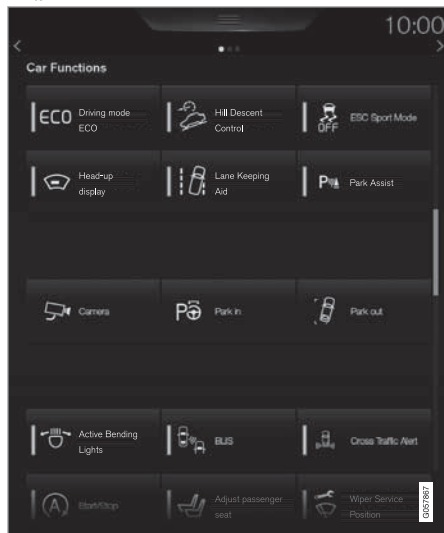 10:00
Car Functions
ECO Driving mode
ECO
Hill Descent
Control
OFF ESC Sport Mode
Head-up
display
Lane Keeping
Aid
P Park Assist
Camera
P Park in
Park out
Active Bending
Lights
BLIS
Cross Traffic Alert
A Start/Stop
Adjust passenger
seat
Wiper Service
Position
G057867